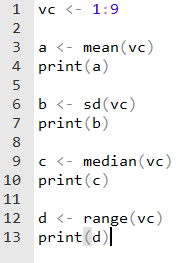 1 vc <- 1:9
2
3 a <- mean(vc)
4 print(a)
5
6 b <- sd(vc)
7 print(b)
8
9 c <- median(vc)
10 print(c)
11
12 d <- range(vc)
13 print(d)